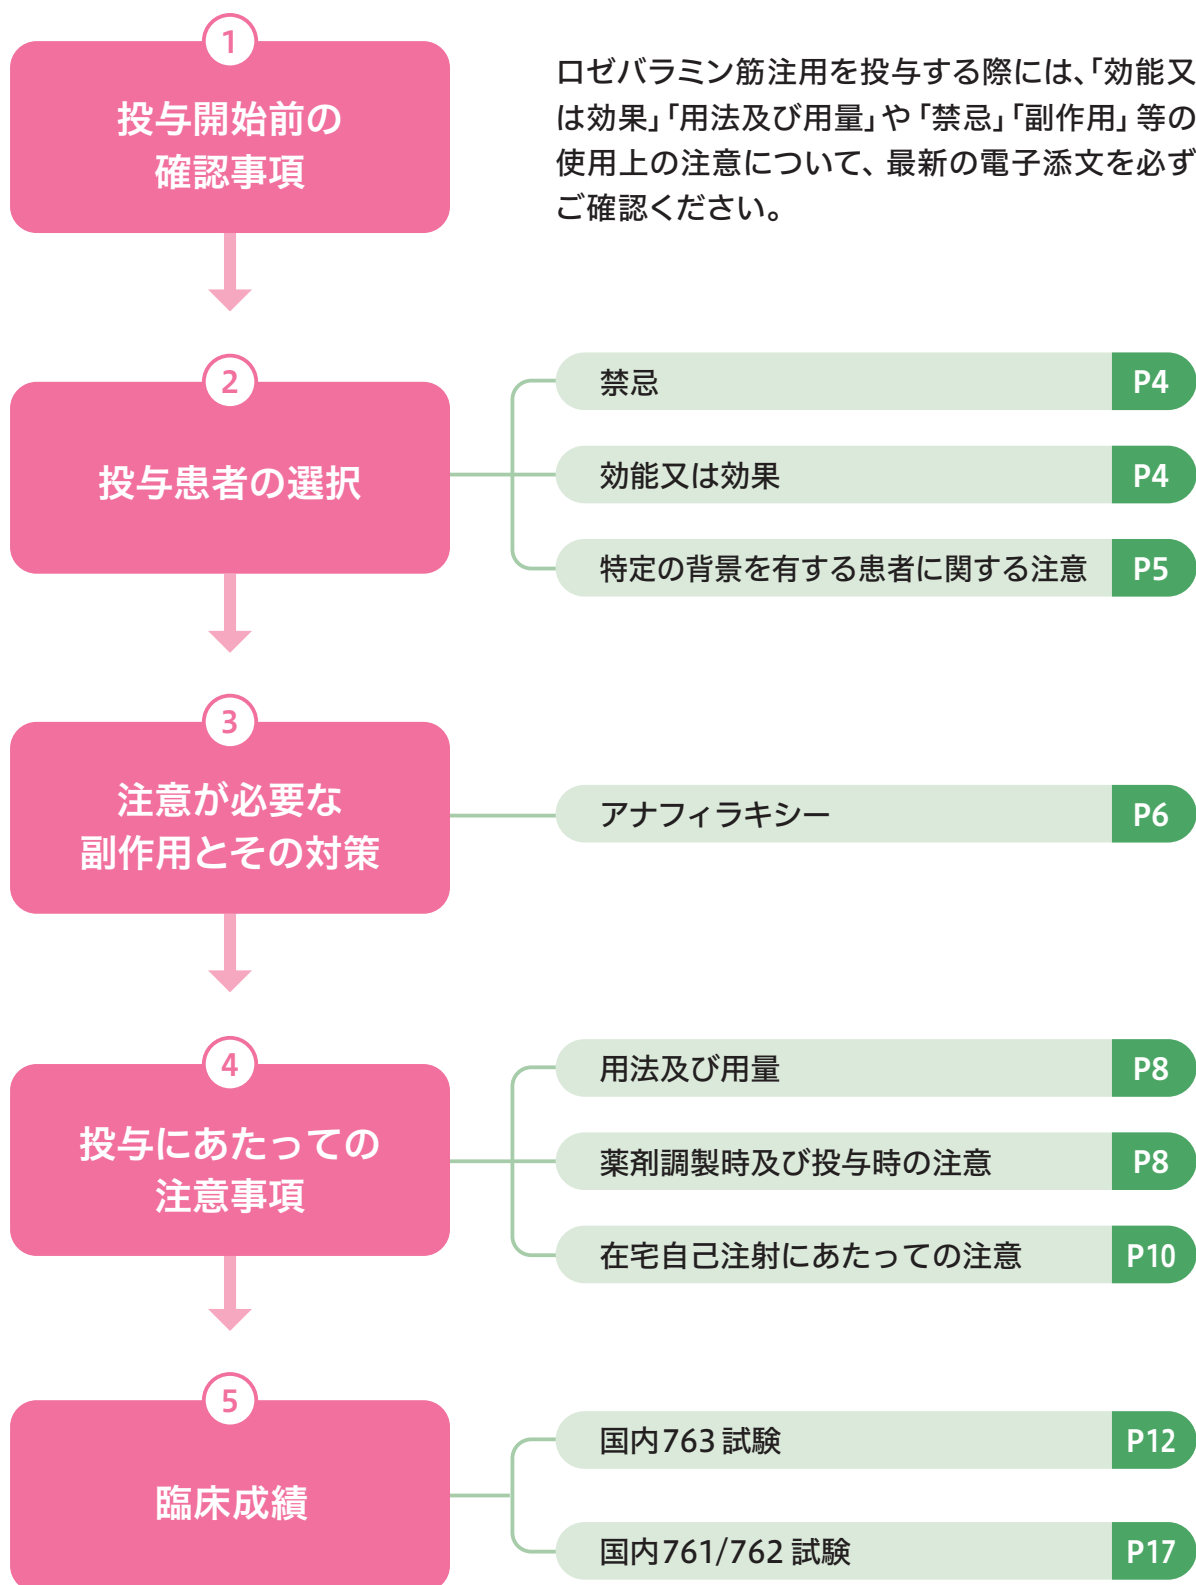 1
投与開始前の
確認事項
ロゼバラミン筋注用を投与する際には、「効能又
は効果」「用法及び用量」や「禁忌」「副作用」等の
使用上の注意について、最新の電子添文を必ず
ご確認ください。
2
投与患者の選択
禁忌 P4
効能又は効果 P4
特定の背景を有する患者に関する注意 P5
3
注意が必要な
副作用とその対策
アナフィラキシー P6
4
投与にあたっての
注意事項
用法及び用量 P8
薬剤調製時及び投与時の注意 P8
在宅自己注射にあたっての注意 P10
5
臨床成績
国内763試験 P12
国内761/762試験 P17